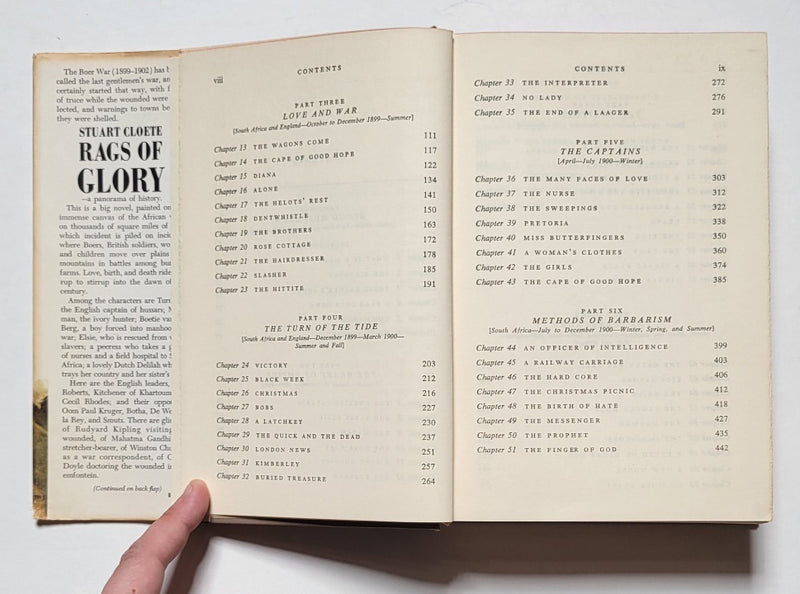 The Boer War (1899–1902) has b
called the last gentlemen's war, an
certainly started that way, with f
of truce while the wounded were
lected, and warnings to towns be
they were shelled.
STUART CLOETE
RAGS OF
GLORY
—a panorama of history.
This is a big novel, painted on
immense canvas of the African
on thousands of square miles of
which incident is piled on incid
where Boers, British soldiers, wo
and children move over plains
mountains in battles among bur
farms. Love, birth, and death ride
rup to stirrup into the dawn of
century.
Among the characters are Turn
the English captain of hussars; M
man, the ivory hunter; Boetie va
Berg, a boy forced into manhoo
war; Elsie, who is rescued from
slavers; a peeress who takes a
of nurses and a field hospital to S
Africa; a lovely Dutch Delilah wh
trays her country and her sister's
Here are the English leaders,
Roberts, Kitchener of Khartoum
Cecil Rhodes; and their oppo
Oom Paul Kruger, Botha, De We
la Rey, and Smuts. There are gli
of Rudyard Kipling visiting
wounded, of Mahatma Gandhi
stretcher-bearer, of Winston Ch
as a war correspondent, of C
Doyle doctoring the wounded i
emfontein.
(Continued on back flap)
viii CONTENTS
PART THREE
LOVE AND WAR
[South Africa and England—October to December 1899—Summer]
Chapter 13 THE WAGONS COME 111
Chapter 14 THE CAPE OF GOOD HOPE 117
Chapter 15 DIANA 122
Chapter 16 ALONE 134
Chapter 17 THE HELOTS' REST 141
Chapter 18 DENTWHISTLE 150
Chapter 19 THE BROTHERS 163
Chapter 20 ROSE COTTAGE 172
Chapter 21 THE HAIRDRESSER 178
Chapter 22 SLASHER 185
Chapter 23 THE HITTITE 191
PART FOUR
THE TURN OF THE TIDE
[South Africa and England—December 1899—March 1900—
Summer and Fall]
Chapter 24 VICTORY 203
Chapter 25 BLACK WEEK 212
Chapter 26 CHRISTMAS 216
Chapter 27 BOBS 227
Chapter 28 A LATCHKEY 230
Chapter 29 THE QUICK AND THE DEAD 237
Chapter 30 LONDON NEWS 251
Chapter 31 KIMBERLEY 257
Chapter 32 BURIED TREASURE 264
CONTENTS ix
Chapter 33 THE INTERPRETER 272
Chapter 34 NO LADY 276
Chapter 35 THE END OF A LAAGER 291
PART FIVE
THE CAPTAINS
[April—July 1900—Winter]
Chapter 36 THE MANY FACES OF LOVE 303
Chapter 37 THE NURSE 312
Chapter 38 THE SWEEPINGS 322
Chapter 39 PRETORIA 338
Chapter 40 MISS BUTTERFINGERS 350
Chapter 41 A WOMAN'S CLOTHES 360
Chapter 42 THE GIRLS 374
Chapter 43 THE CAPE OF GOOD HOPE 385
PART SIX
METHODS OF BARBARISM
[South Africa—July to December 1900—Winter, Spring, and Summer]
Chapter 44 AN OFFICER OF INTELLIGENCE 399
Chapter 45 A RAILWAY CARRIAGE 403
Chapter 46 THE HARD CORE 406
Chapter 47 THE CHRISTMAS PICNIC 412
Chapter 48 THE BIRTH OF HATE 418
Chapter 49 THE MESSENGER 427
Chapter 50 THE PROPHET 435
Chapter 51 THE FINGER OF GOD 442